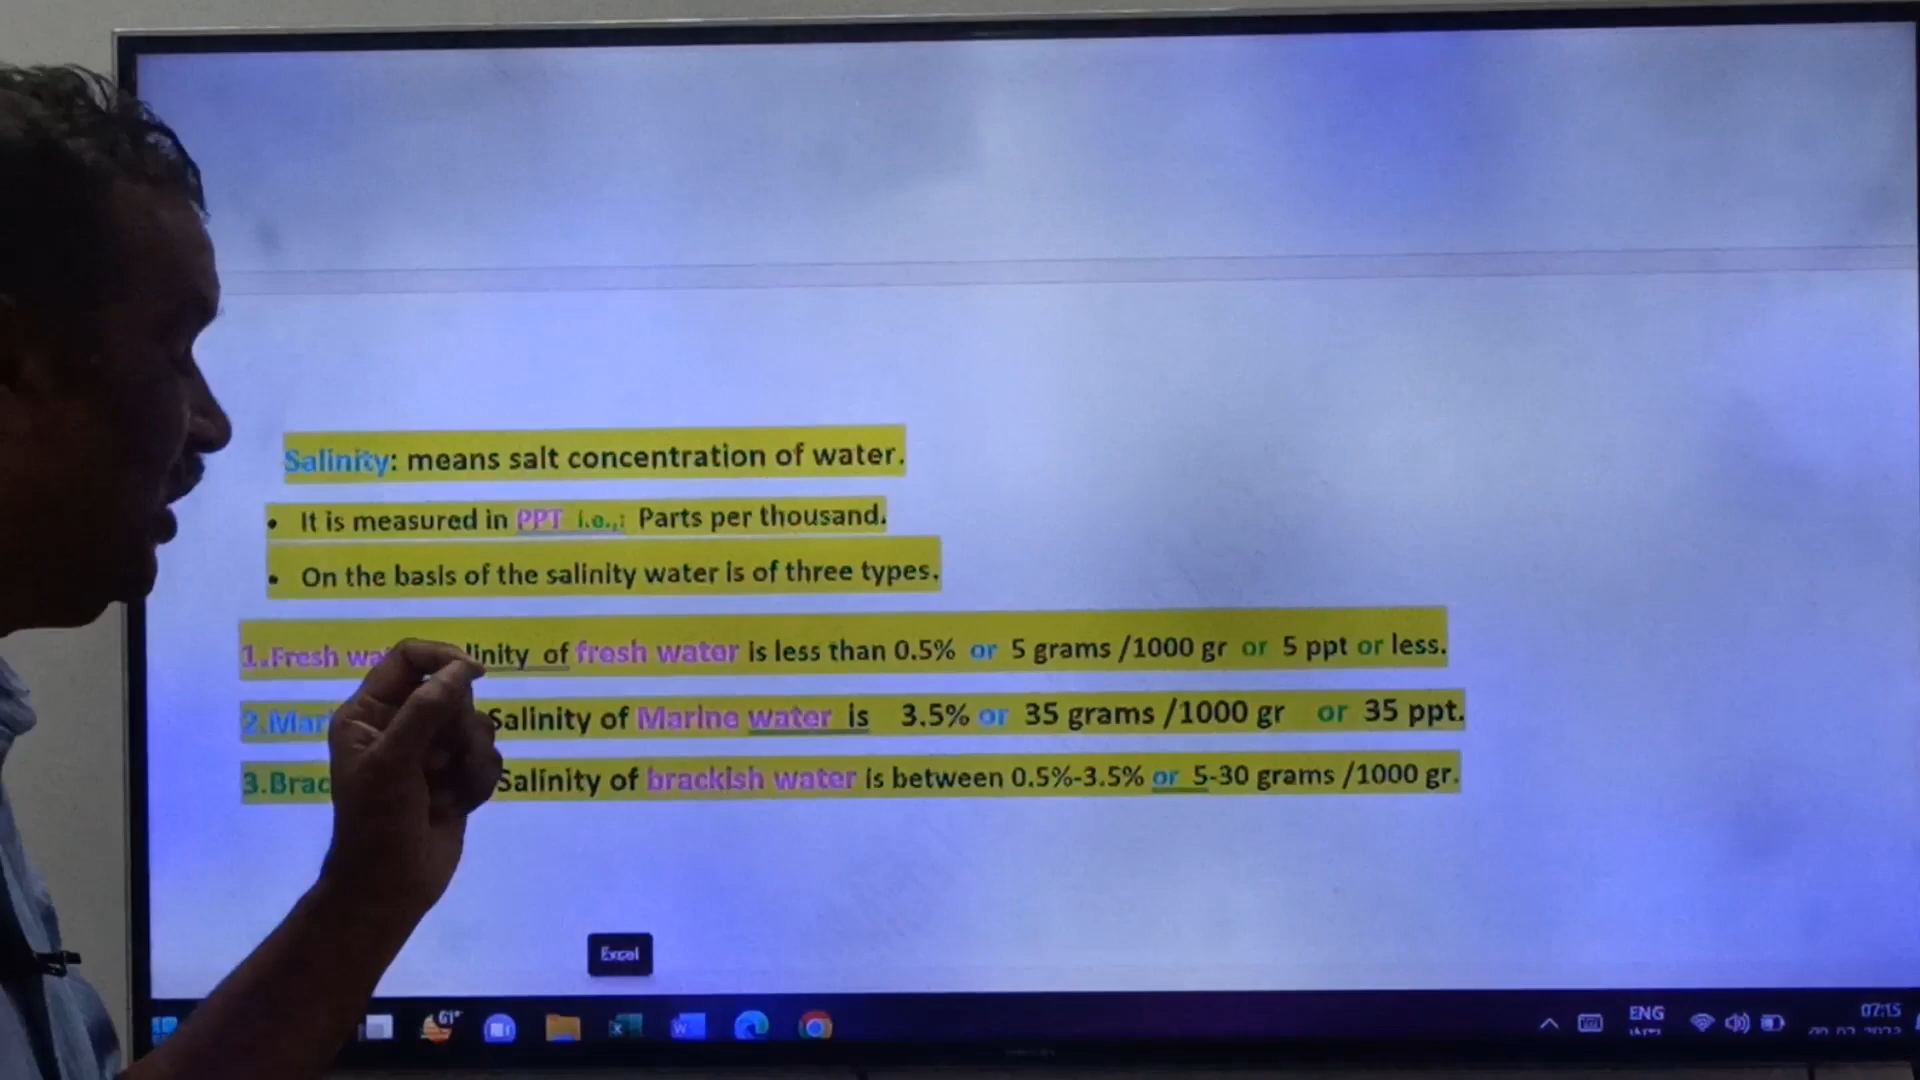 Salinity: means salt concentration of water.
• It is measured in PPT i.e.,: Parts per thousand.
• On the basis of the salinity water is of three types.
1.Fresh wa linity of fresh water is less than 0.5% or 5 grams /1000 gr or 5 ppt or less.
2.Mari Salinity of Marine water is 3.5% or 35 grams /1000 gr or 35 ppt.
3.Brac Salinity of brackish water is between 0.5%-3.5% or 5-30 grams /1000 gr.
Excel
61°
ENG
07:15